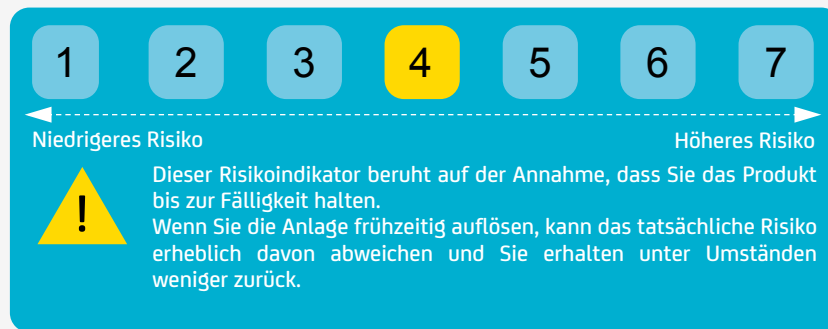 1 2 3 4 5 6 7
Niedrigeres Risiko Höheres Risiko
!
Dieser Risikoindikator beruht auf der Annahme, dass Sie das Produkt
bis zur Fälligkeit halten.
Wenn Sie die Anlage frühzeitig auflösen, kann das tatsächliche Risiko
erheblich davon abweichen und Sie erhalten unter Umständen
weniger zurück.